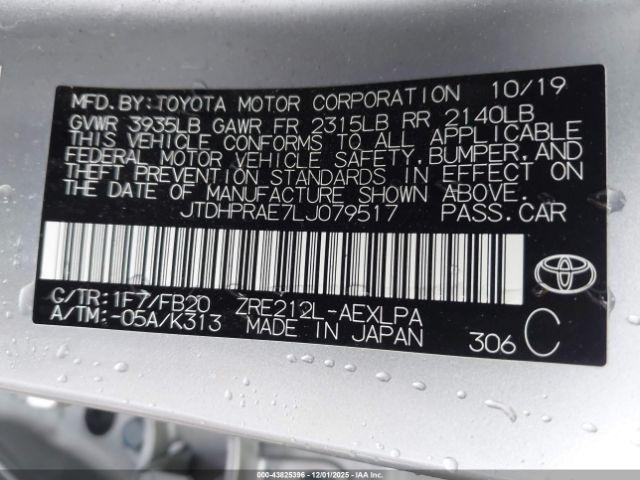 MFD.BY:TOYOTA MOTOR CORPORATION 10/19
GVWR 3935LB GAWR FR 2315LB RR 2140LB
THIS VEHICLE CONFORMS TO ALL APPLICABLE
FEDERAL MOTOR VEHICLE SAFETY,BUMPER,AND
THEFT PREVENTION STANDARDS IN EFFECT ON
THE DATE OF MANUFACTURE SHOWN ABOVE.
JTDHPRAE7LJ079517 PASS.CAR
C/TR:1F7/FB20 ZRE212L-AEXLPA
A/TM:-05A/K313 MADE IN JAPAN 306 C
000-43825396 12/01/2025 IAAI.COM